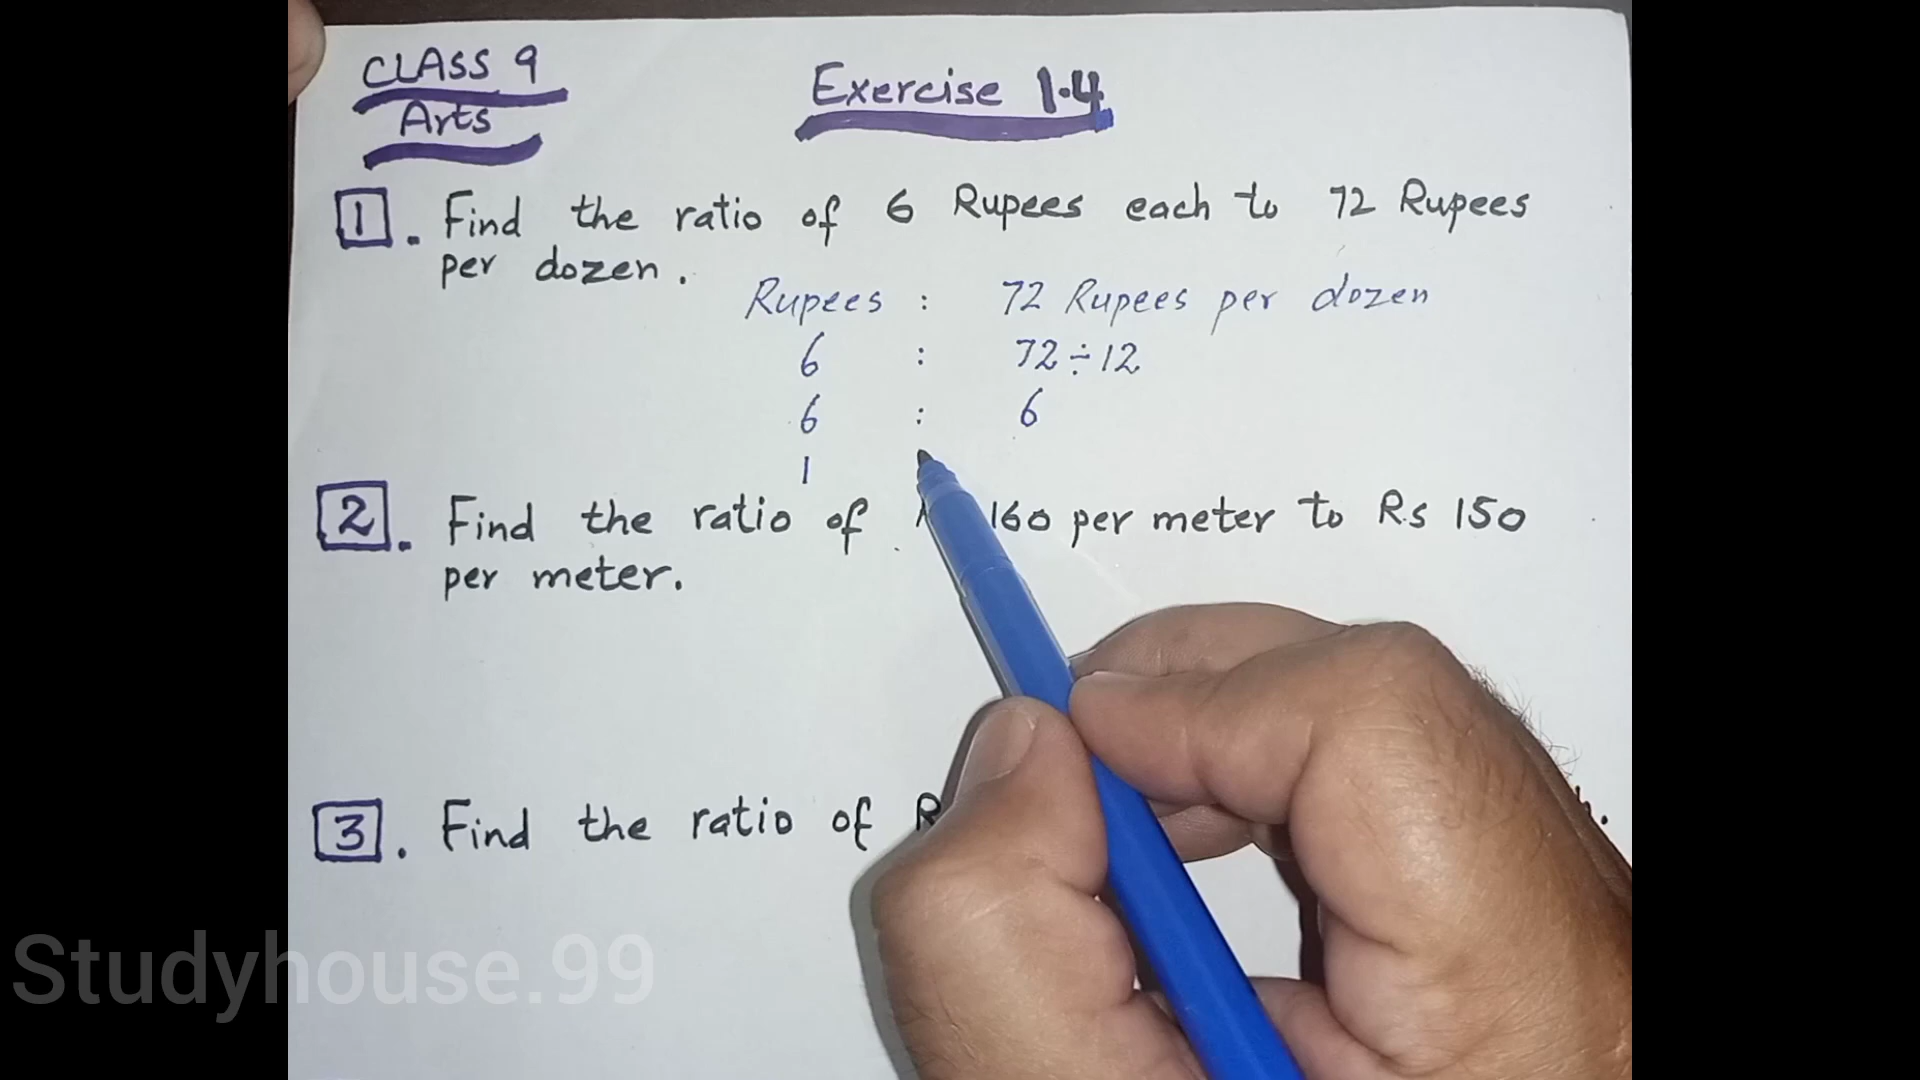 CLASS 9
Arts
Exercise 1.4
1. Find the ratio of 6 Rupees each to 72 Rupees
per dozen.
Rupees : 72 Rupees per dozen
6 : 72÷12
6 : 6
1
2. Find the ratio of 160 per meter to Rs 150
per meter.
3. Find the ratio of
Studyhouse.99